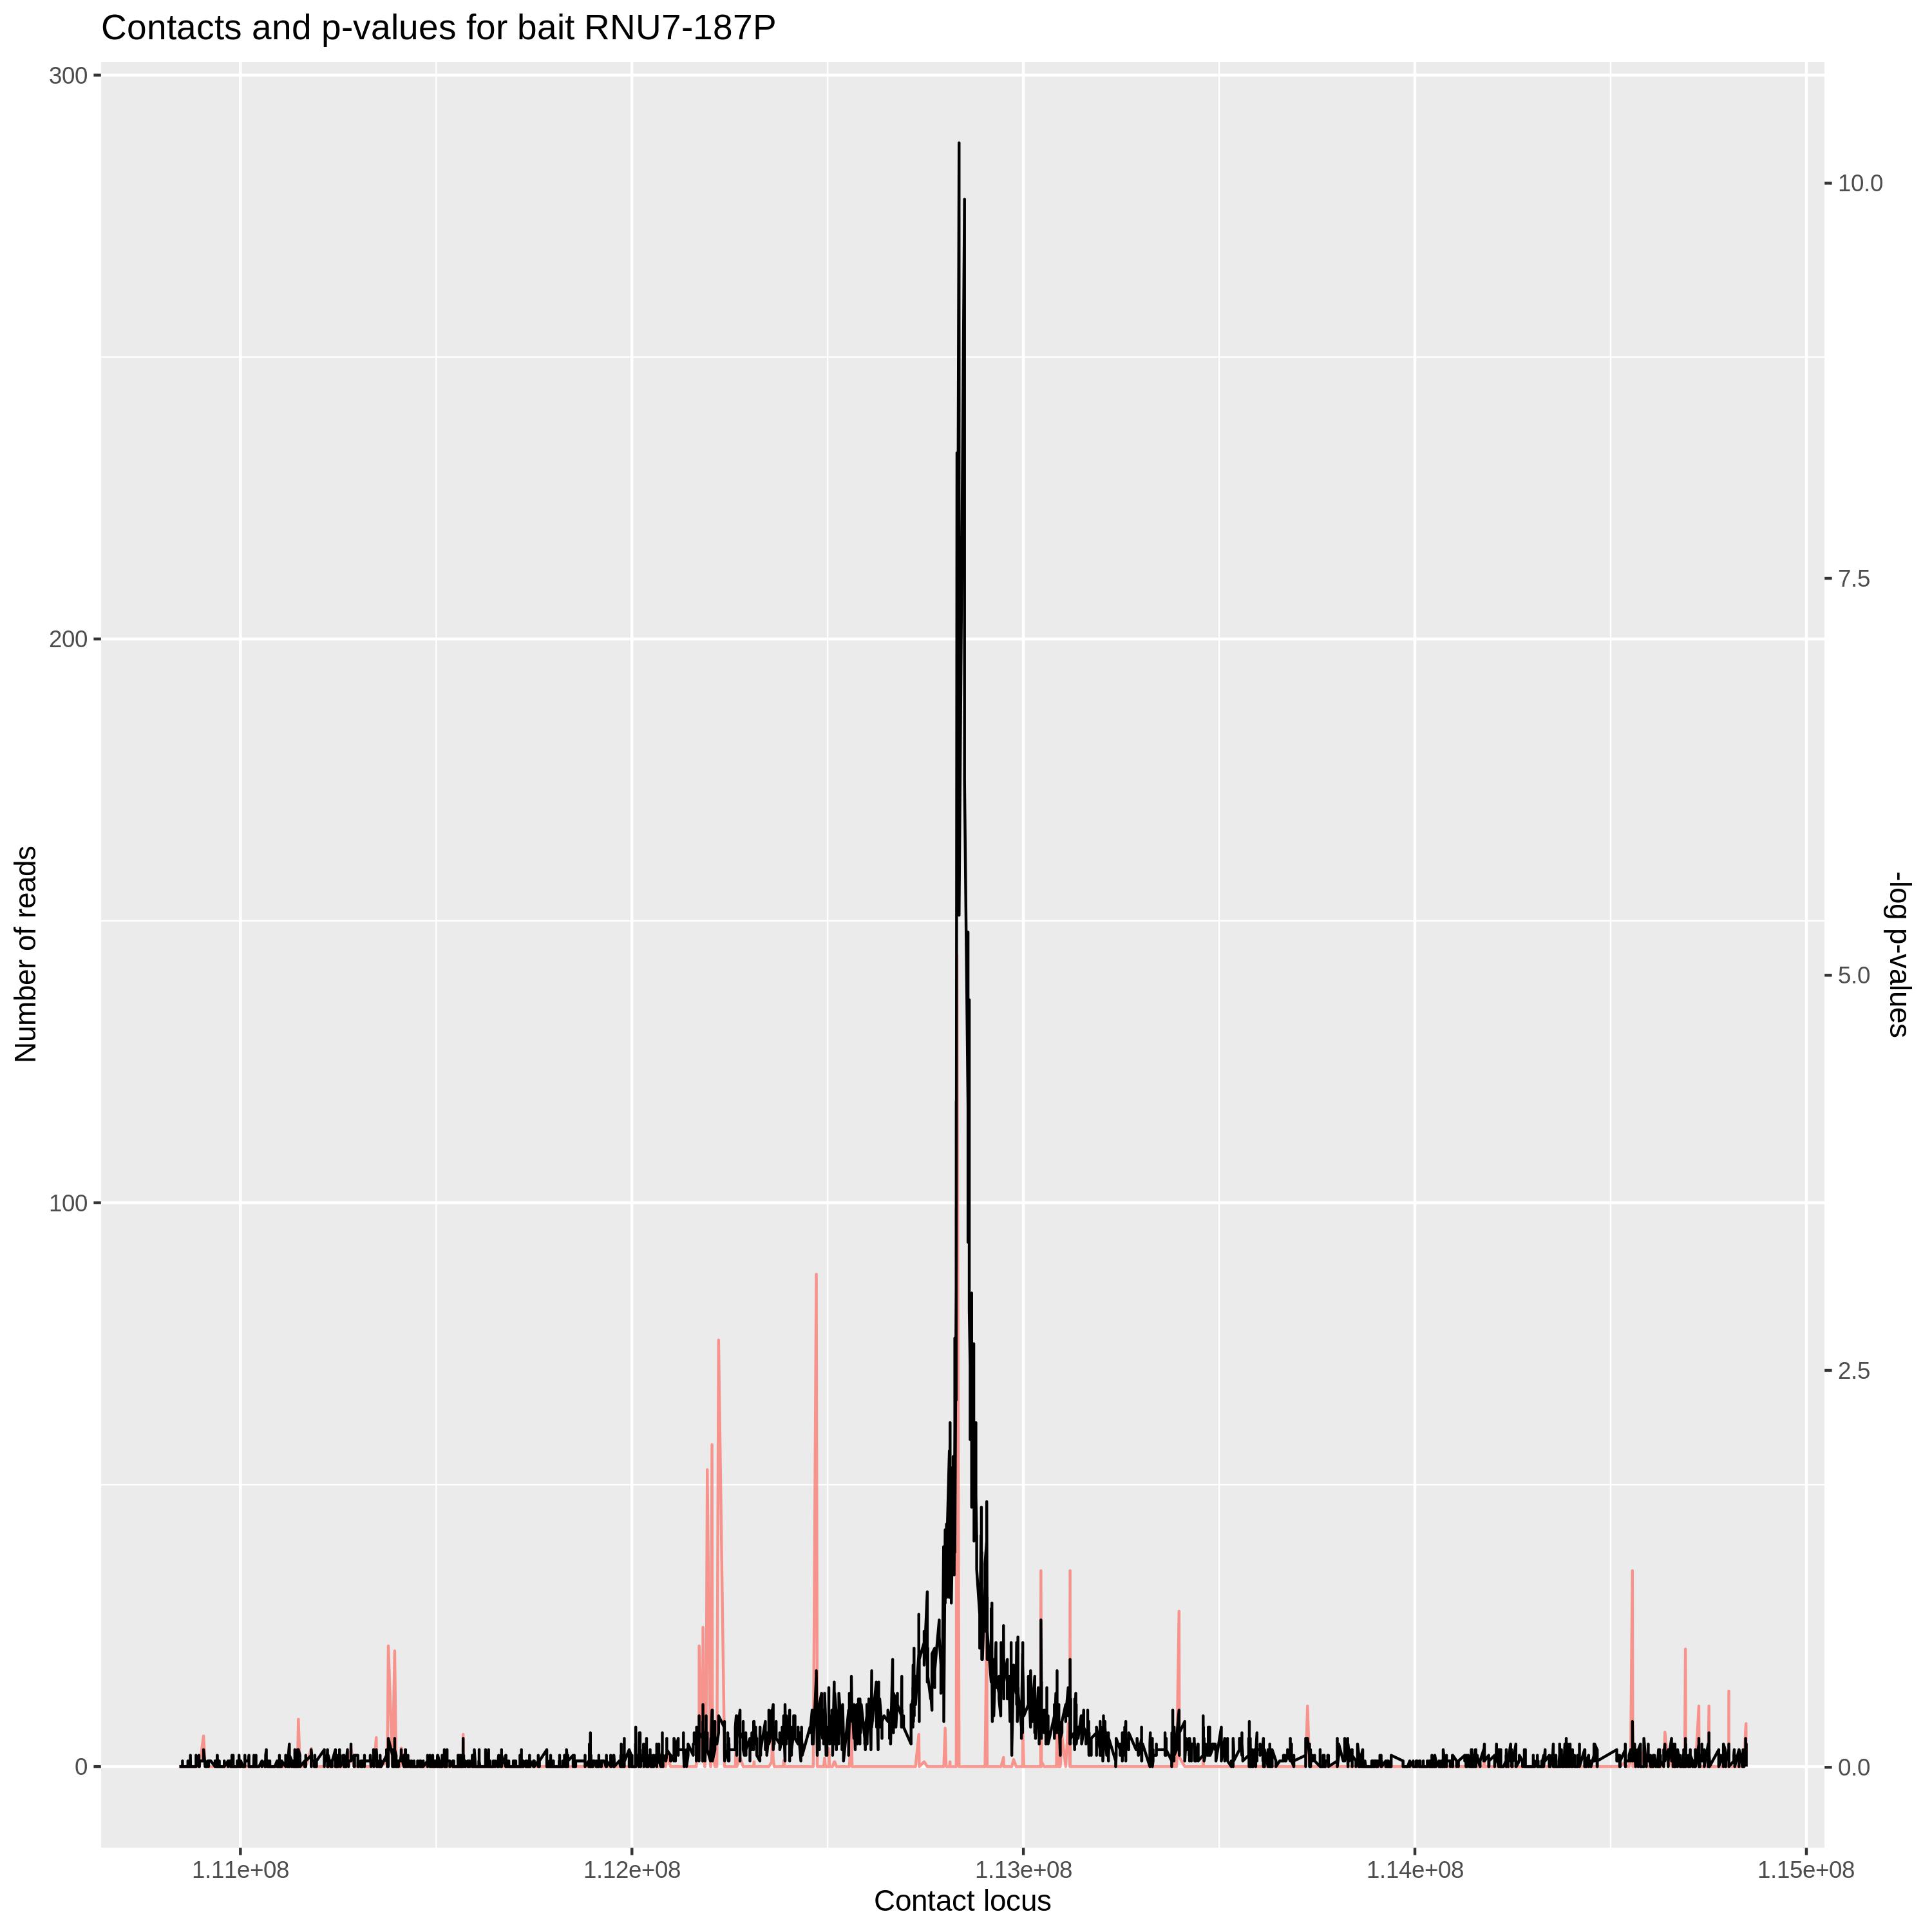 Contacts and p-values for bait RNU7-187P
300
200
100
0
Number of reads
10.0
7.5
5.0
2.5
0.0
-log p-values
1.11e+08
1.12e+08
1.13e+08
1.14e+08
1.15e+08
Contact locus